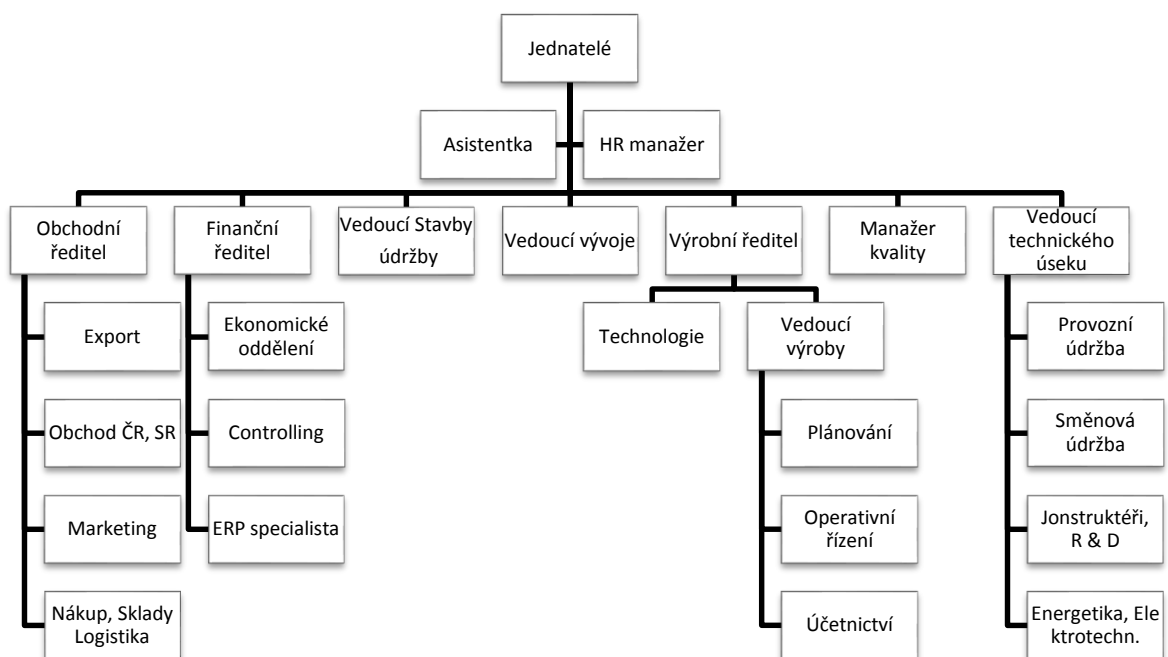 Jednatelé
Asistentka
HR manažer
Obchodní
ředitel
Finanční
ředitel
Vedoucí Stavby
údržby
Vedoucí vývoje
Výrobní ředitel
Manažer
kvality
Vedoucí
technického
úseku
Export
Obchod ČR, SR
Marketing
Nákup, Sklady
Logistika
Ekonomické
oddělení
Controlling
ERP specialista
Technologie
Vedoucí
výroby
Plánování
Operativní
řízení
Účetnictví
Provozní
údržba
Směnová
údržba
Jonstruktéři,
R & D
Energetika, Ele
ktrotechn.